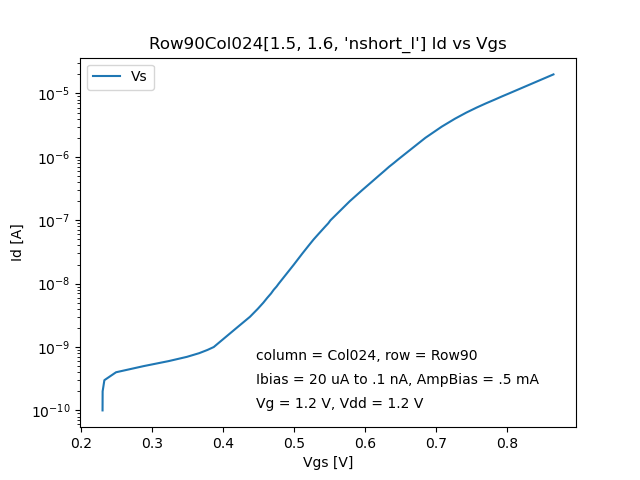 Row90Col024[1.5, 1.6, 'nshort_l'] Id vs Vgs
Vs
10⁻⁵
10⁻⁶
10⁻⁷
10⁻⁸
10⁻⁹
10⁻¹⁰
Id [A]
column = Col024, row = Row90
Ibias = 20 uA to .1 nA, AmpBias = .5 mA
Vg = 1.2 V, Vdd = 1.2 V
0.2 0.3 0.4 0.5 0.6 0.7 0.8
Vgs [V]